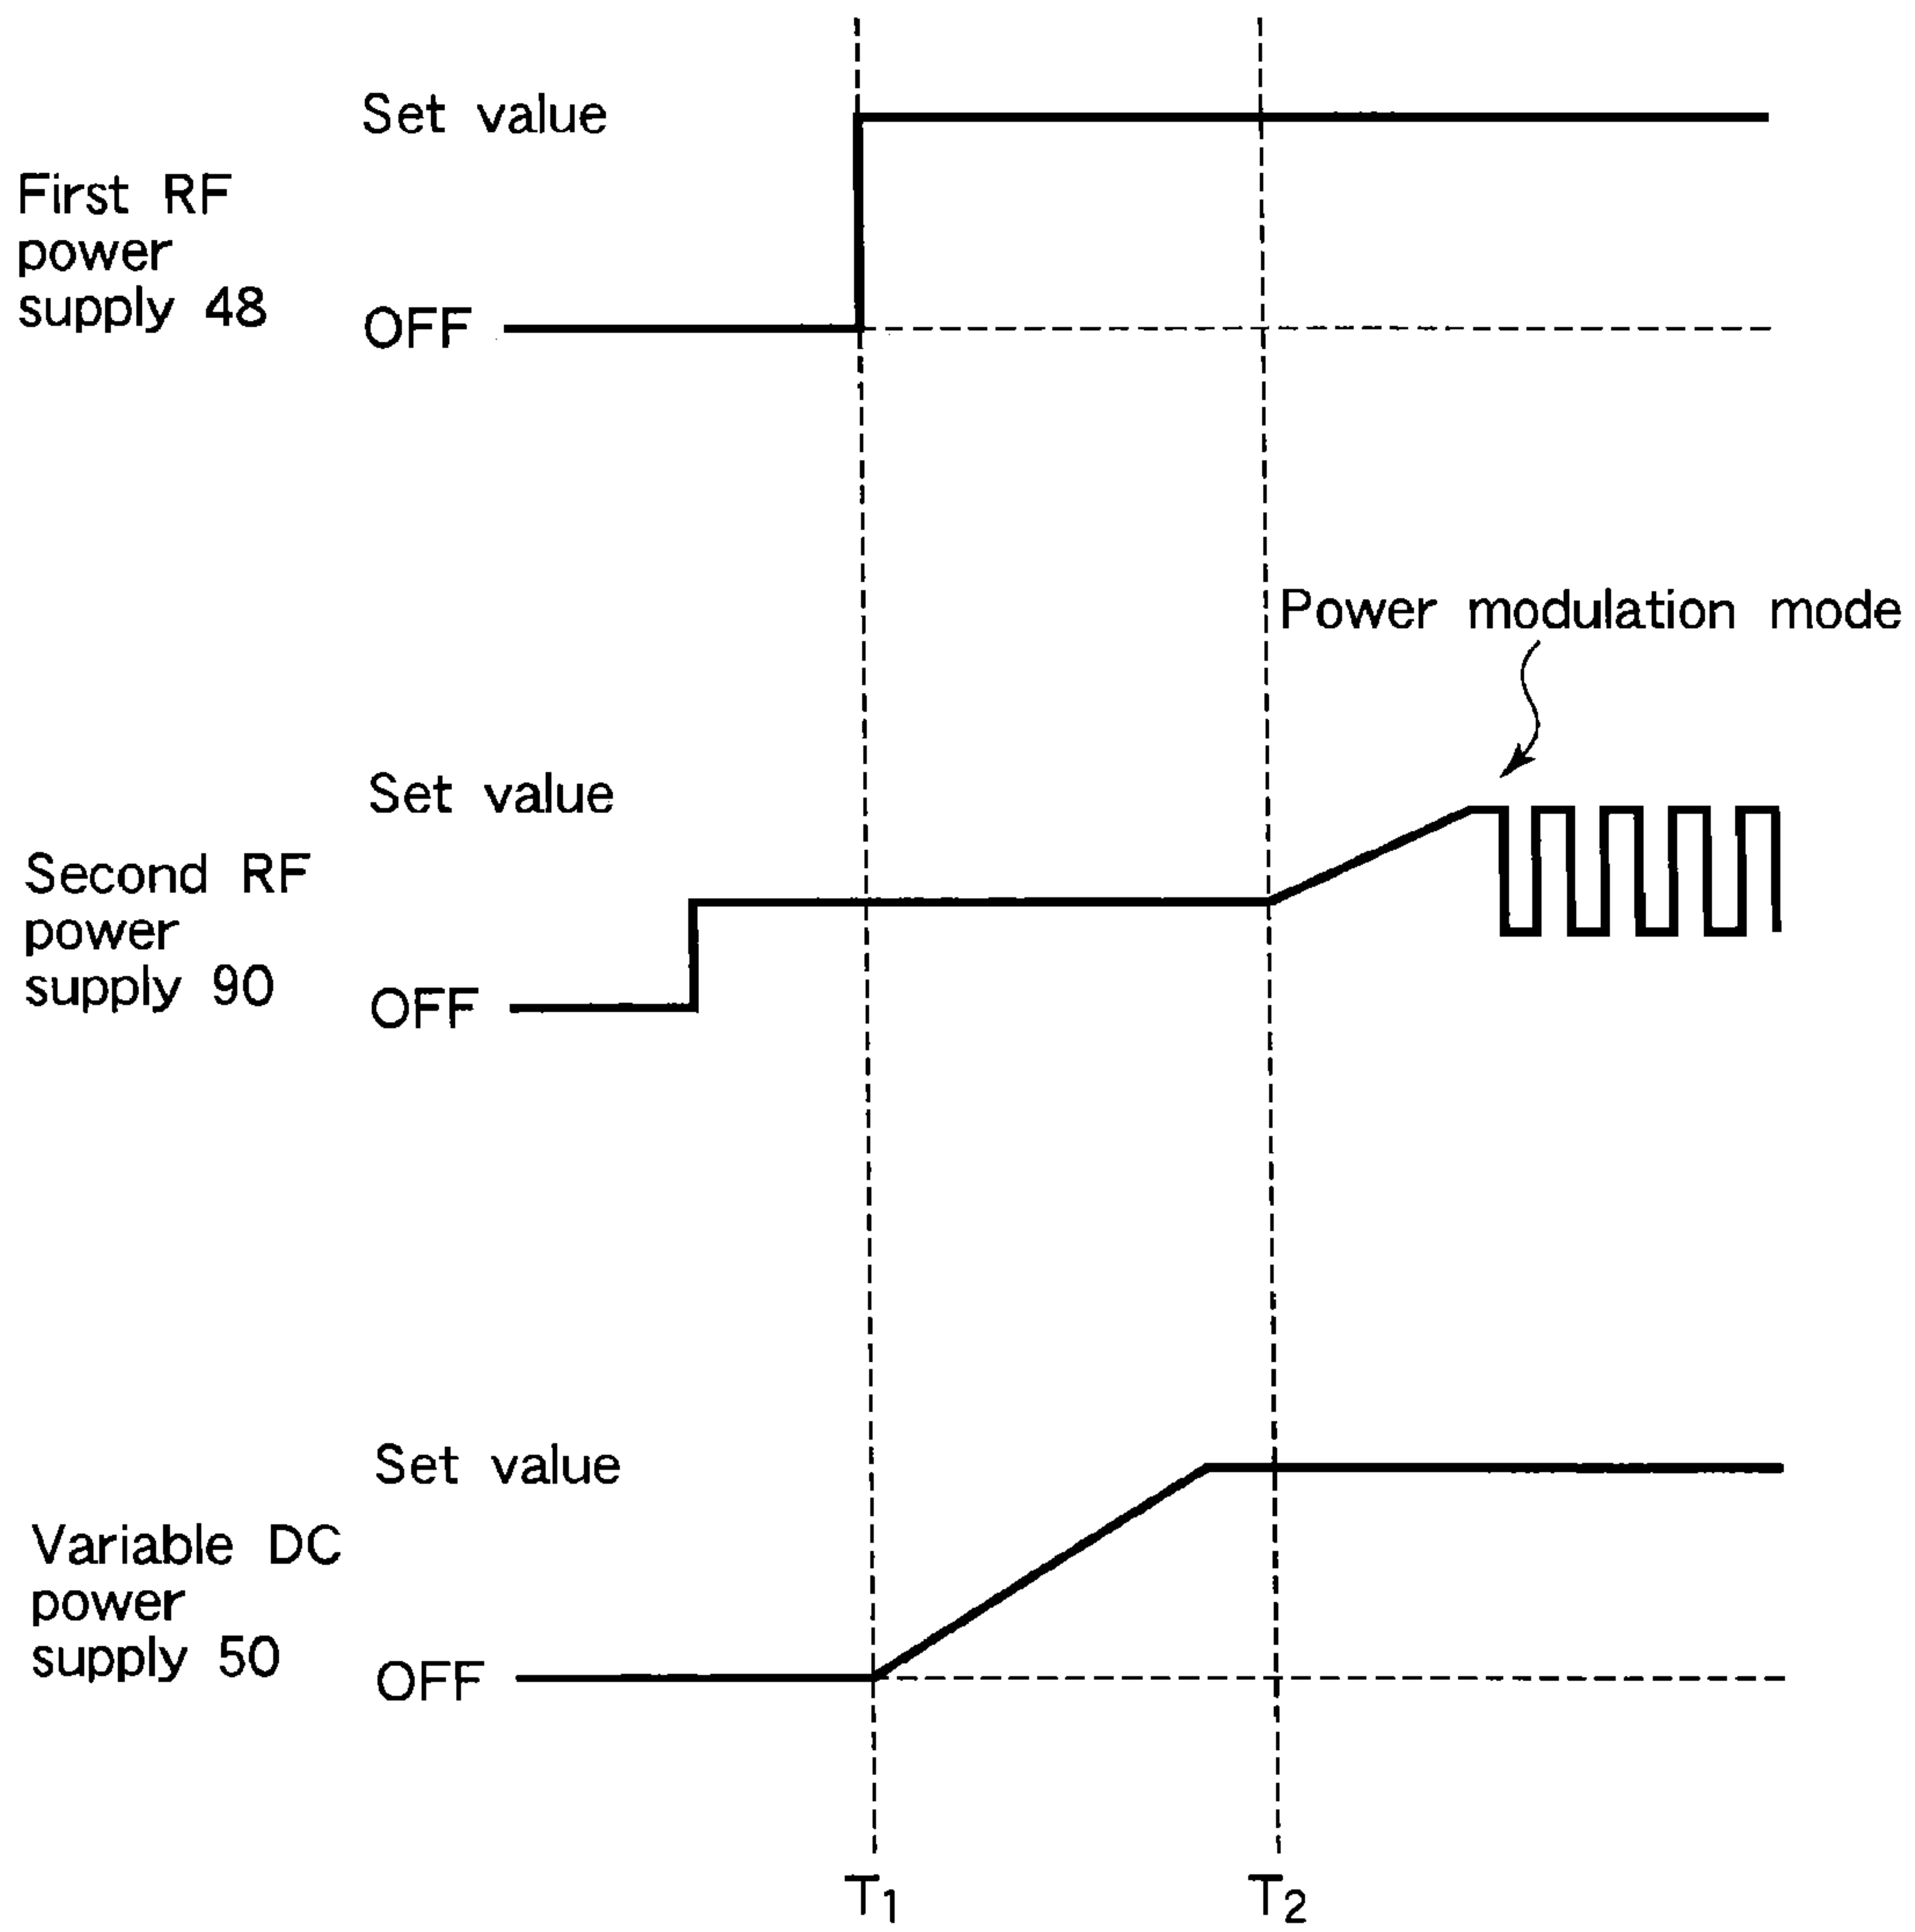 Set value
First RF
power
supply 48
OFF
Power modulation mode
Set value
Second RF
power
supply 90
OFF
Set value
Variable DC
power
supply 50
OFF
T1
T2